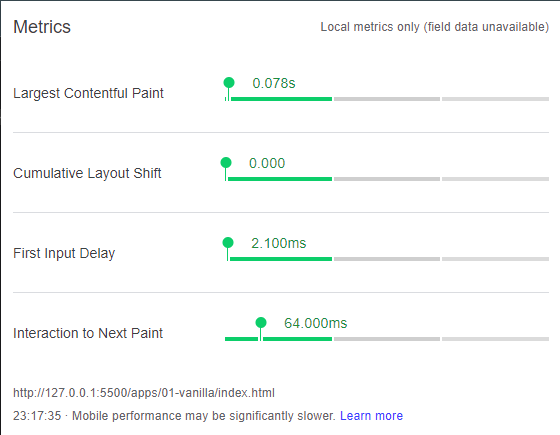 Metrics
Local metrics only (field data unavailable)
Largest Contentful Paint
0.078s
Cumulative Layout Shift
0.000
First Input Delay
2.100ms
Interaction to Next Paint
64.000ms
http://127.0.0.1:5500/apps/01-vanilla/index.html
23:17:35 · Mobile performance may be significantly slower. Learn more